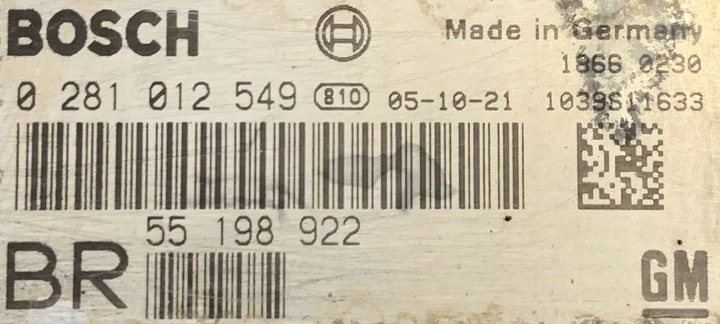 BOSCH
Made in Germany
1866 0230
0 281 012 549 810 05-10-21 1039S11633
55 198 922
BR
GM